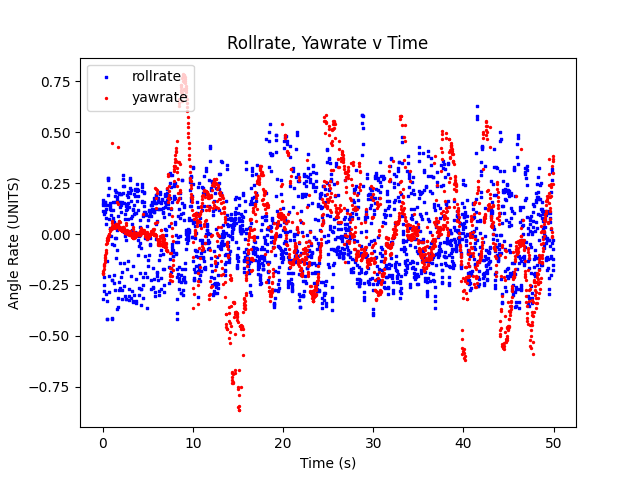 Rollrate, Yawrate v Time
rollrate
yawrate
0.75
0.50
0.25
0.00
−0.25
−0.50
−0.75
Angle Rate (UNITS)
0 10 20 30 40 50
Time (s)